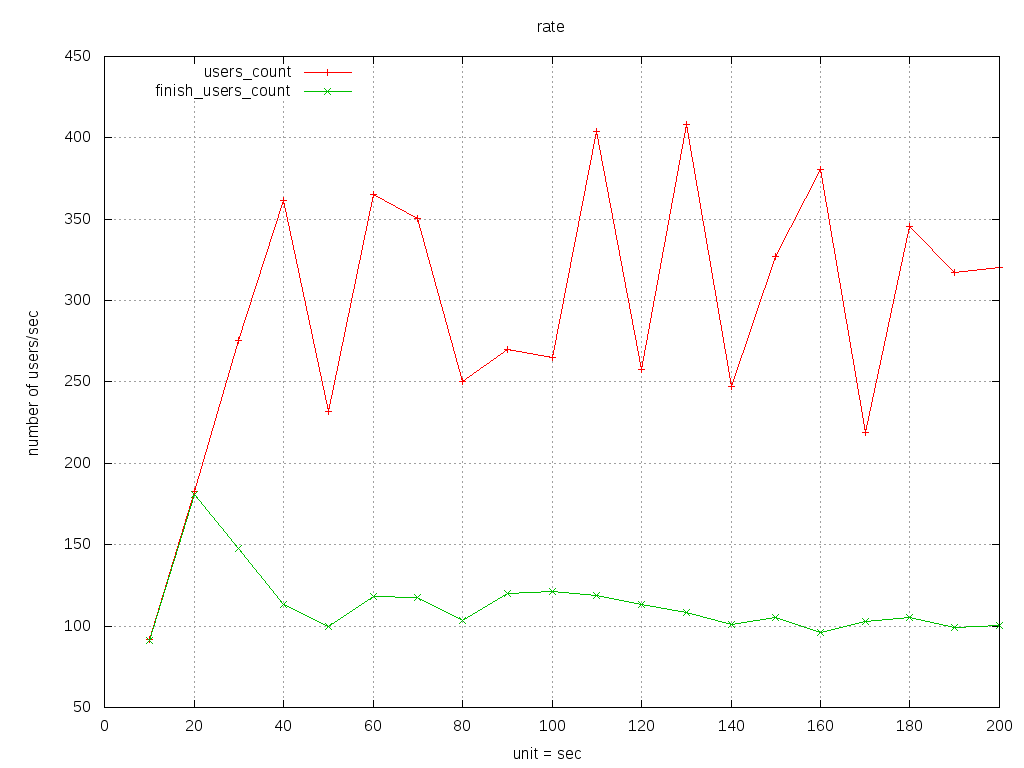 rate
users_count
finish_users_count
450
400
350
300
250
200
150
100
50
number of users/sec
0 20 40 60 80 100 120 140 160 180 200
unit = sec